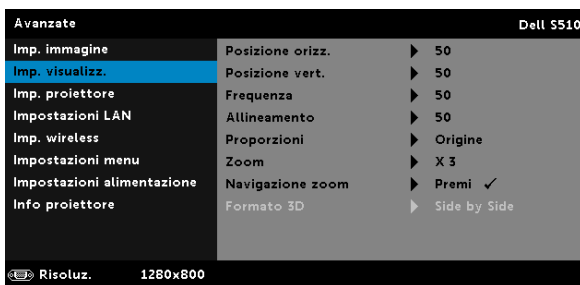 Avanzate Dell S510
Imp. immagine Posizione orizz. 50
Imp. visualizz. Posizione vert. 50
Imp. proiettore Frequenza 50
Impostazioni LAN Allineamento 50
Imp. wireless Proporzioni Origine
Impostazioni menu Zoom X 3
Impostazioni alimentazione Navigazione zoom Premi ✓
Info proiettore Formato 3D Side by Side
Risoluz. 1280x800